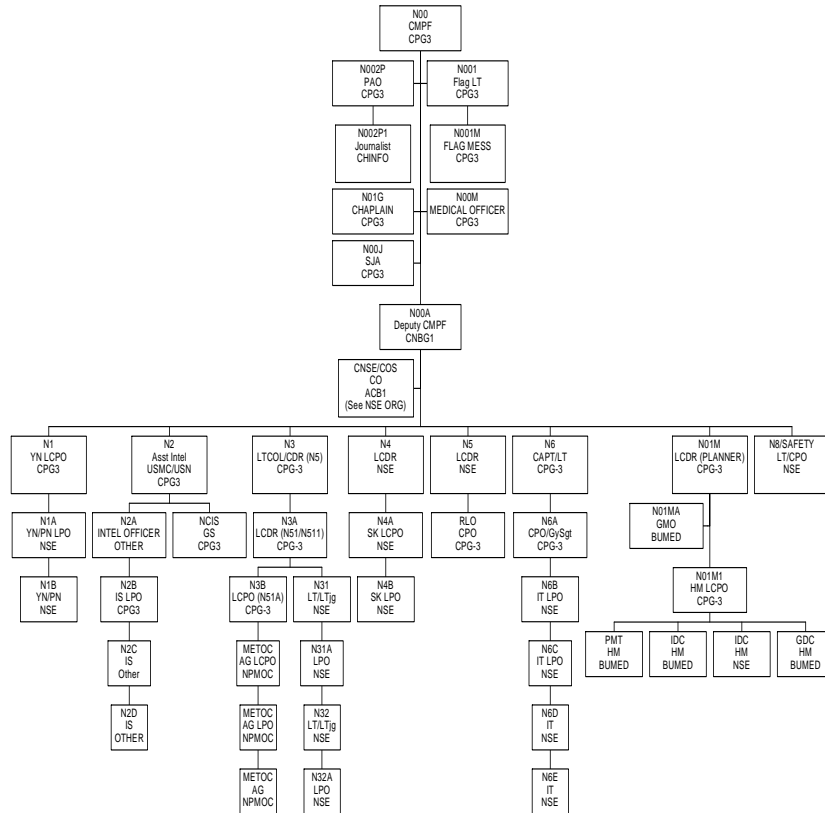 N00
CMPF
CPG3
N002P
PAO
CPG3
N001
Flag LT
CPG3
N002P1
Journalist
CHINFO
N001M
FLAG MESS
CPG3
N01G
CHAPLAIN
CPG3
N00M
MEDICAL OFFICER
CPG3
N00J
SJA
CPG3
N00A
Deputy CMPF
CNBG1
CNSE/COS
CO
ACB1
(See NSE ORG)
N1
YN LCPO
CPG3
N2
Asst Intel
USMC/USN
CPG3
N3
LTCOL/CDR (N5)
CPG-3
N4
LCDR
NSE
N5
LCDR
NSE
N6
CAPT/LT
CPG-3
N01M
LCDR (PLANNER)
CPG-3
N8/SAFETY
LT/CPO
NSE
N1A
YN/PN LPO
NSE
N2A
INTEL OFFICER
OTHER
NCIS
GS
CPG3
N3A
LCDR (N51/N511)
CPG-3
N4A
SK LCPO
NSE
RLO
CPO
CPG-3
N6A
CPO/GySgt
CPG-3
N01MA
GMO
BUMED
N1B
YN/PN
NSE
N2B
IS LPO
CPG3
N3B
LCPO (N51A)
CPG-3
N31
LT/LTjg
NSE
N4B
SK LPO
NSE
N6B
IT LPO
NSE
N01M1
HM LCPO
CPG-3
N2C
IS
Other
METOC
AG LCPO
NPMOC
N31A
LPO
NSE
N6C
IT LPO
NSE
PMT
HM
BUMED
IDC
HM
BUMED
IDC
HM
NSE
GDC
HM
BUMED
N2D
IS
OTHER
METOC
AG LPO
NPMOC
N32
LT/LTjg
NSE
N6D
IT
NSE
METOC
AG
NPMOC
N32A
LPO
NSE
N6E
IT
NSE